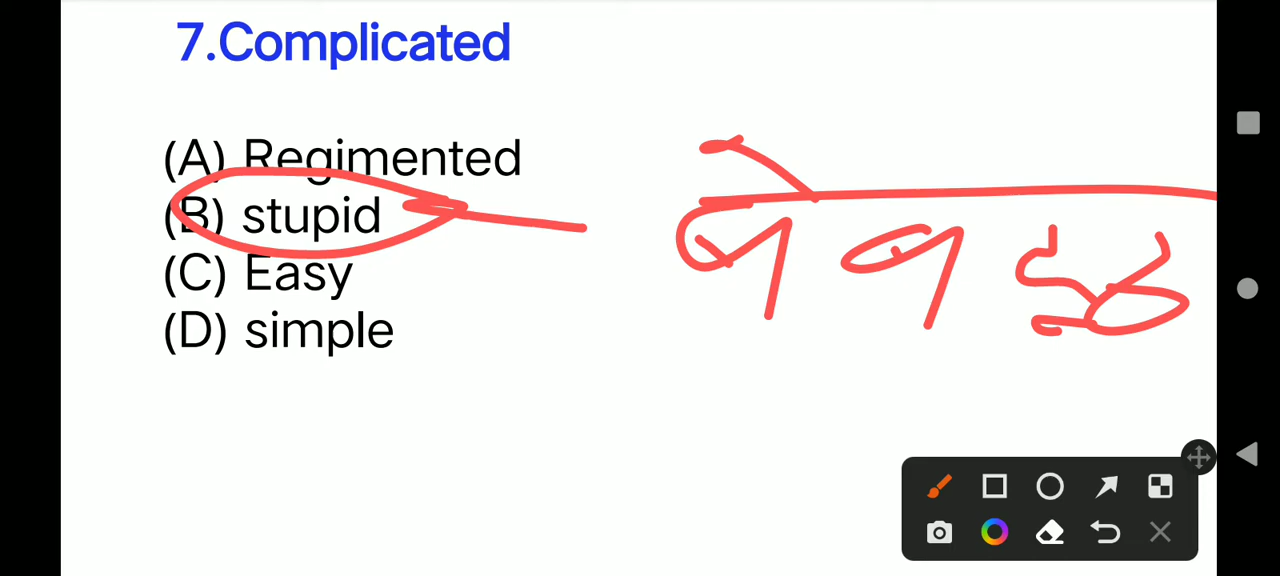 7.Complicated
(A) Regimented
(B) stupid
(C) Easy
(D) simple